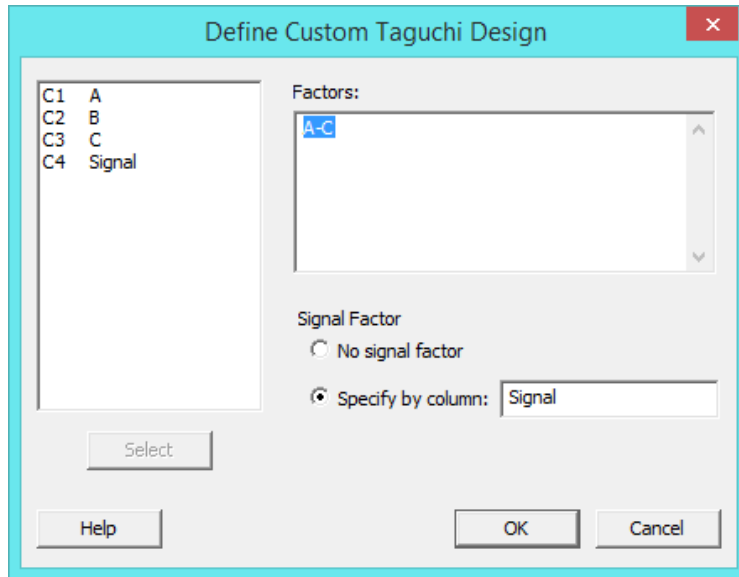 Define Custom Taguchi Design
C1 A
C2 B
C3 C
C4 Signal
Factors:
A-C
Signal Factor
No signal factor
Specify by column: Signal
Select
Help
OK
Cancel